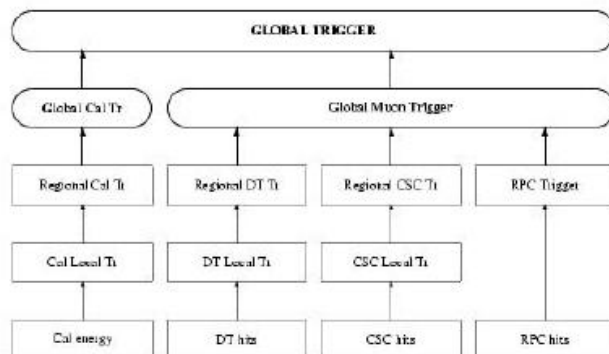 GLOBAL TRIGGER
Global Cal Tr
Global Muon Trigger
Regional Cal Tr
Regional DT Tr
Regional CSC Tr
RPC Trigger
Cal Local Tr
DT Local Tr
CSC Local Tr
Cal energy
DT hits
CSC hits
RPC hits